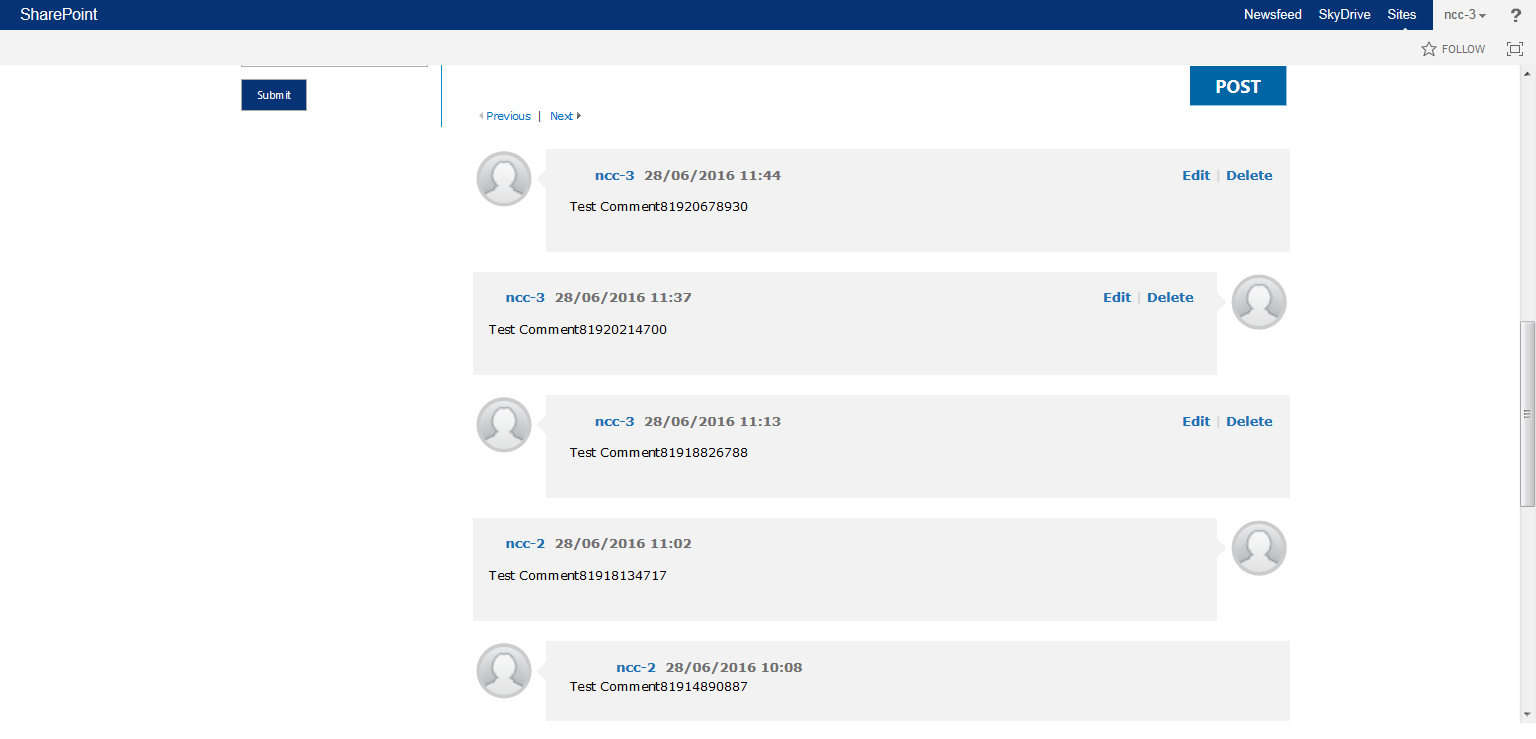 SharePoint Newsfeed SkyDrive Sites ncc-3 ?
FOLLOW
Submit
POST
Previous | Next
ncc-3 28/06/2016 11:44 Edit | Delete
Test Comment81920678930
ncc-3 28/06/2016 11:37 Edit | Delete
Test Comment81920214700
ncc-3 28/06/2016 11:13 Edit | Delete
Test Comment81918826788
ncc-2 28/06/2016 11:02
Test Comment81918134717
ncc-2 28/06/2016 10:08
Test Comment81914890887